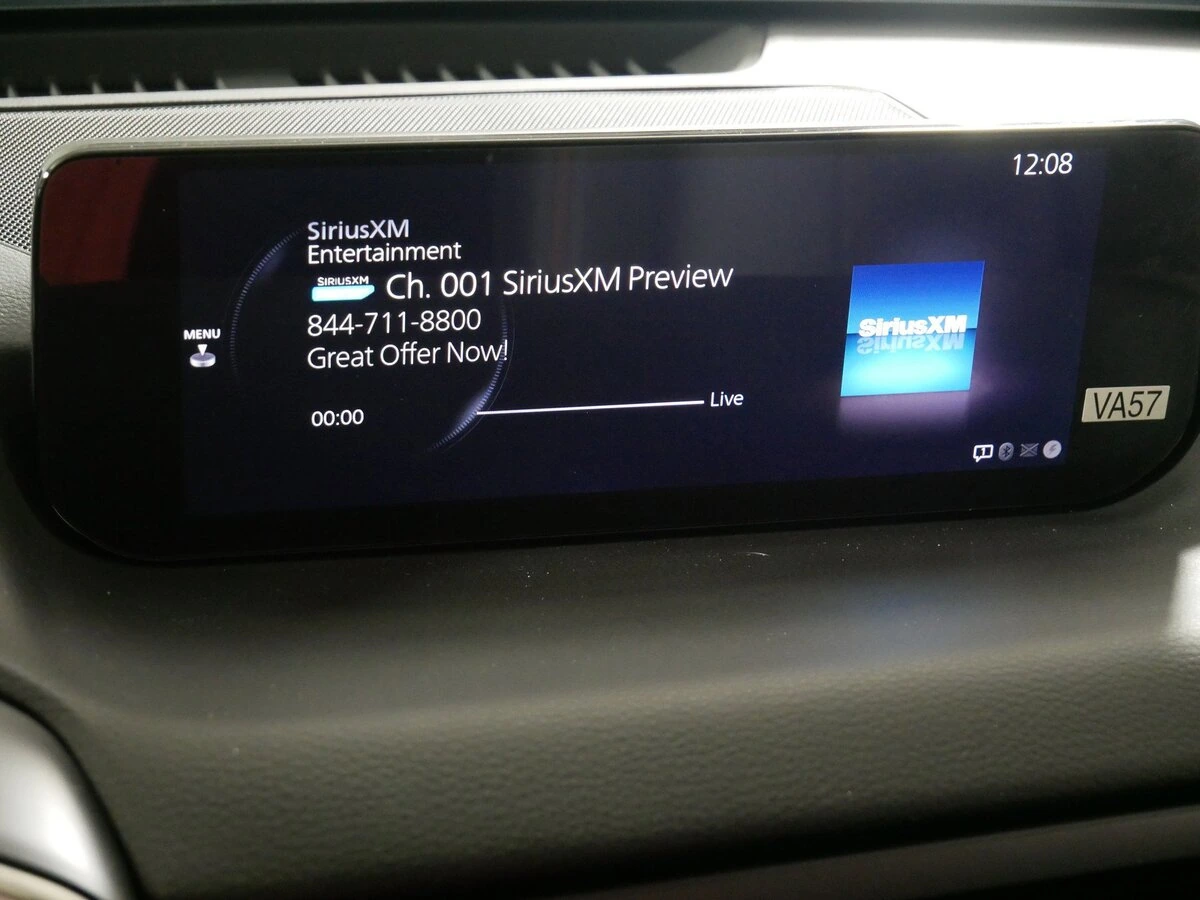 12:08
SiriusXM
Entertainment
SIRIUSXM Ch. 001 SiriusXM Preview
844-711-8800
Great Offer Now!
MENU
00:00
Live
SiriusXM
VA57
1